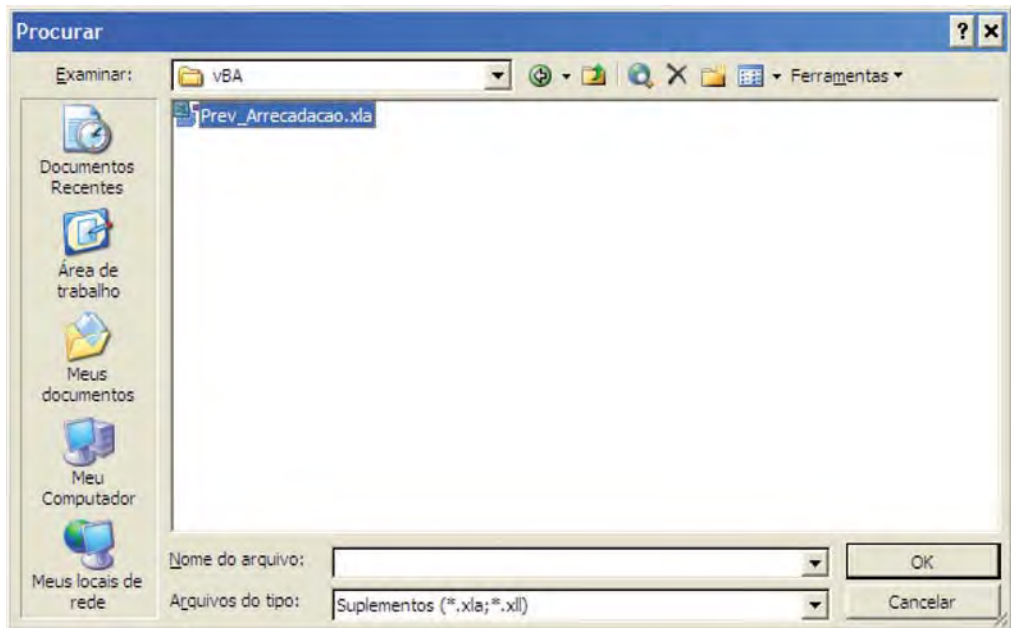 Procurar
Examinar:
vBA
Ferramentas
Prev_Arrecadacao.xla
Documentos
Recentes
Área de
trabalho
Meus
documentos
Meu
Computador
Meus locais de
rede
Nome do arquivo:
OK
Arquivos do tipo:
Suplementos (*.xla;*.xll)
Cancelar